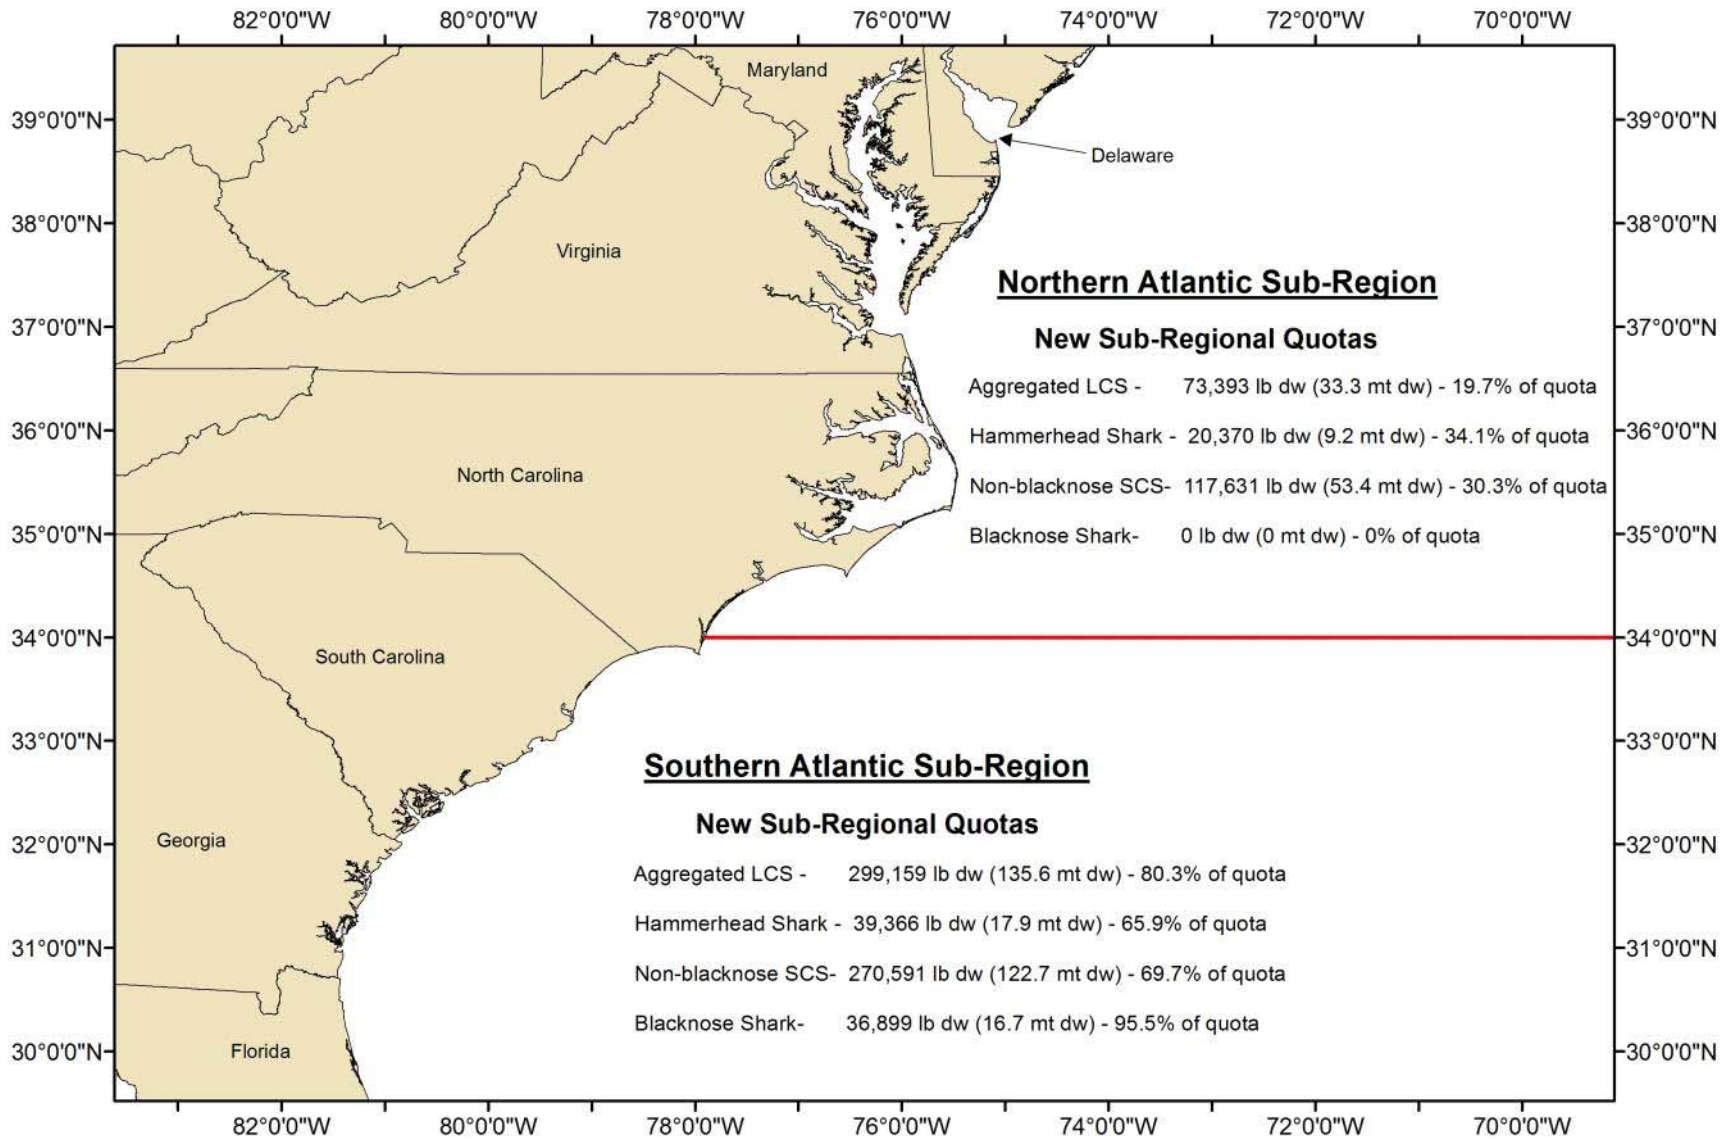 82°0'0"W 80°0'0"W 78°0'0"W 76°0'0"W 74°0'0"W 72°0'0"W 70°0'0"W
Maryland
39°0'0"N 39°0'0"N
Delaware
38°0'0"N 38°0'0"N
Virginia
Northern Atlantic Sub-Region
37°0'0"N 37°0'0"N
New Sub-Regional Quotas
Aggregated LCS - 73,393 lb dw (33.3 mt dw) - 19.7% of quota
36°0'0"N 36°0'0"N
Hammerhead Shark - 20,370 lb dw (9.2 mt dw) - 34.1% of quota
North Carolina
Non-blacknose SCS- 117,631 lb dw (53.4 mt dw) - 30.3% of quota
35°0'0"N 35°0'0"N
Blacknose Shark- 0 lb dw (0 mt dw) - 0% of quota
34°0'0"N 34°0'0"N
South Carolina
33°0'0"N 33°0'0"N
Southern Atlantic Sub-Region
New Sub-Regional Quotas
32°0'0"N 32°0'0"N
Georgia
Aggregated LCS - 299,159 lb dw (135.6 mt dw) - 80.3% of quota
Hammerhead Shark - 39,366 lb dw (17.9 mt dw) - 65.9% of quota
31°0'0"N 31°0'0"N
Non-blacknose SCS- 270,591 lb dw (122.7 mt dw) - 69.7% of quota
Blacknose Shark- 36,899 lb dw (16.7 mt dw) - 95.5% of quota
30°0'0"N 30°0'0"N
Florida
82°0'0"W 80°0'0"W 78°0'0"W 76°0'0"W 74°0'0"W 72°0'0"W 70°0'0"W